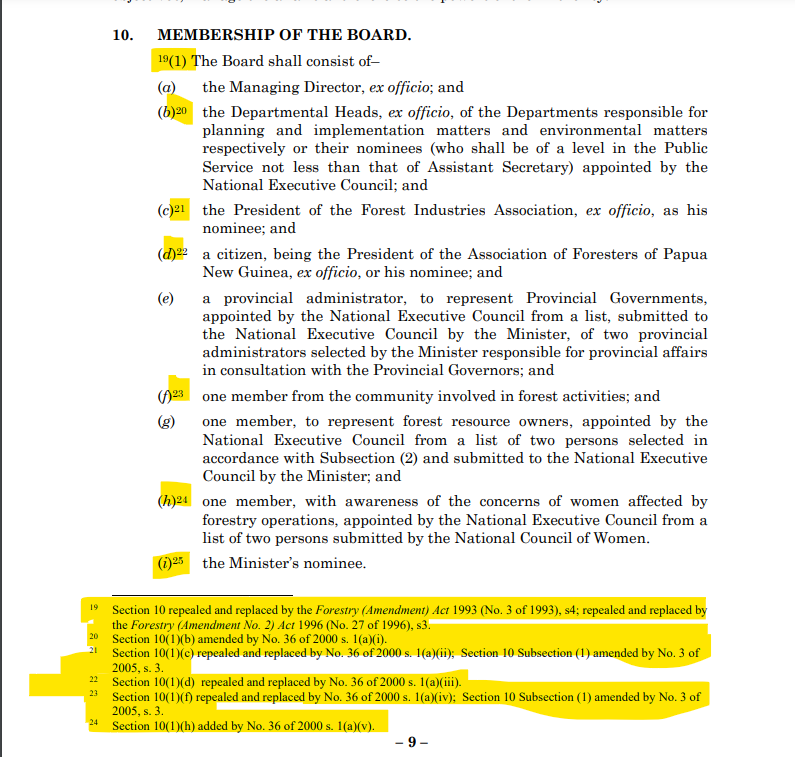 10. MEMBERSHIP OF THE BOARD.
19(1) The Board shall consist of–
(a) the Managing Director, ex officio; and
(b)20 the Departmental Heads, ex officio, of the Departments responsible for
planning and implementation matters and environmental matters
respectively or their nominees (who shall be of a level in the Public
Service not less than that of Assistant Secretary) appointed by the
National Executive Council; and
(c)21 the President of the Forest Industries Association, ex officio, as his
nominee; and
(d)22 a citizen, being the President of the Association of Foresters of Papua
New Guinea, ex officio, or his nominee; and
(e) a provincial administrator, to represent Provincial Governments,
appointed by the National Executive Council from a list, submitted to
the National Executive Council by the Minister, of two provincial
administrators selected by the Minister responsible for provincial affairs
in consultation with the Provincial Governors; and
(f)23 one member from the community involved in forest activities; and
(g) one member, to represent forest resource owners, appointed by the
National Executive Council from a list of two persons selected in
accordance with Subsection (2) and submitted to the National Executive
Council by the Minister; and
(h)24 one member, with awareness of the concerns of women affected by
forestry operations, appointed by the National Executive Council from a
list of two persons submitted by the National Council of Women.
(i)25 the Minister's nominee.
19 Section 10 repealed and replaced by the Forestry (Amendment) Act 1993 (No. 3 of 1993), s4; repealed and replaced by
the Forestry (Amendment No. 2) Act 1996 (No. 27 of 1996), s3.
20 Section 10(1)(b) amended by No. 36 of 2000 s. 1(a)(i).
21 Section 10(1)(c) repealed and replaced by No. 36 of 2000 s. 1(a)(ii); Section 10 Subsection (1) amended by No. 3 of
2005, s. 3.
22 Section 10(1)(d) repealed and replaced by No. 36 of 2000 s. 1(a)(iii).
23 Section 10(1)(f) repealed and replaced by No. 36 of 2000 s. 1(a)(iv); Section 10 Subsection (1) amended by No. 3 of
2005, s. 3.
24 Section 10(1)(h) added by No. 36 of 2000 s. 1(a)(v).
– 9 –